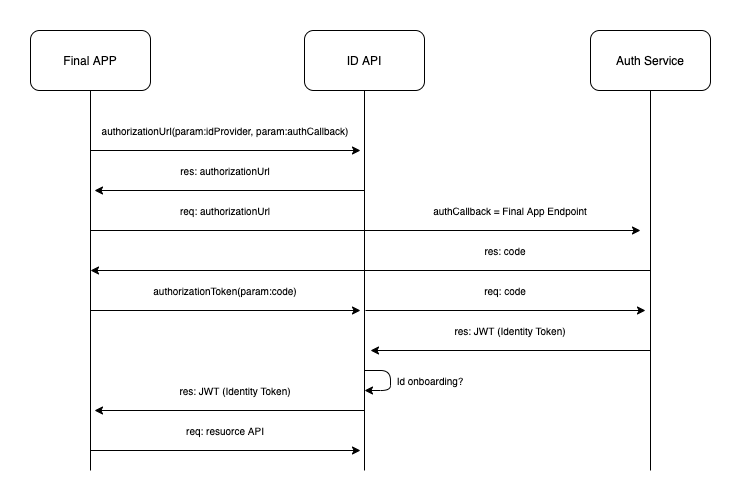 Final APP
ID API
Auth Service
authorizationUrl(param:idProvider, param:authCallback)
res: authorizationUrl
req: authorizationUrl
authCallback = Final App Endpoint
res: code
authorizationToken(param:code)
req: code
res: JWT (Identity Token)
Id onboarding?
res: JWT (Identity Token)
req: resuorce API